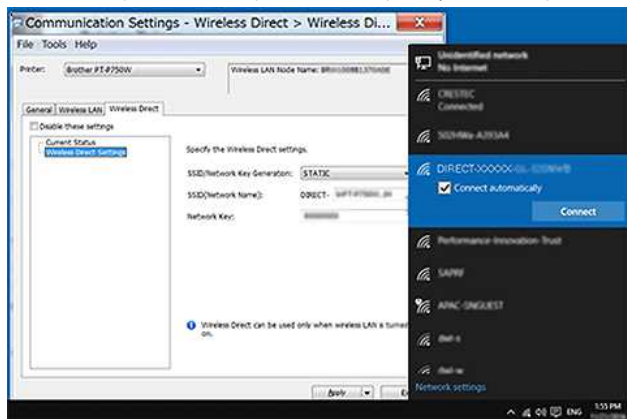 Communication Settings - Wireless Direct > Wireless Di...
File Tools Help
Printer: Brother PT-P750W
Wireless LAN Node Name:
General Wireless LAN Wireless Direct
Disable these settings
Current Status
Wireless Direct Settings
Specify the Wireless Direct settings.
SSID/Network Key Generation: STATIC
SSID(Network Name): DIRECT-
Network Key:
Wireless Direct can be used only when wireless LAN is turned
on.
Apply
E
Unidentified network
No Internet
CRESTEC
Connected
DIRECT-XXXXX
Connect automatically
Connect
Performance-Innovation-Trust
SAPRF
APAC-SNGUEST
Network settings
ENG
1:55 PM